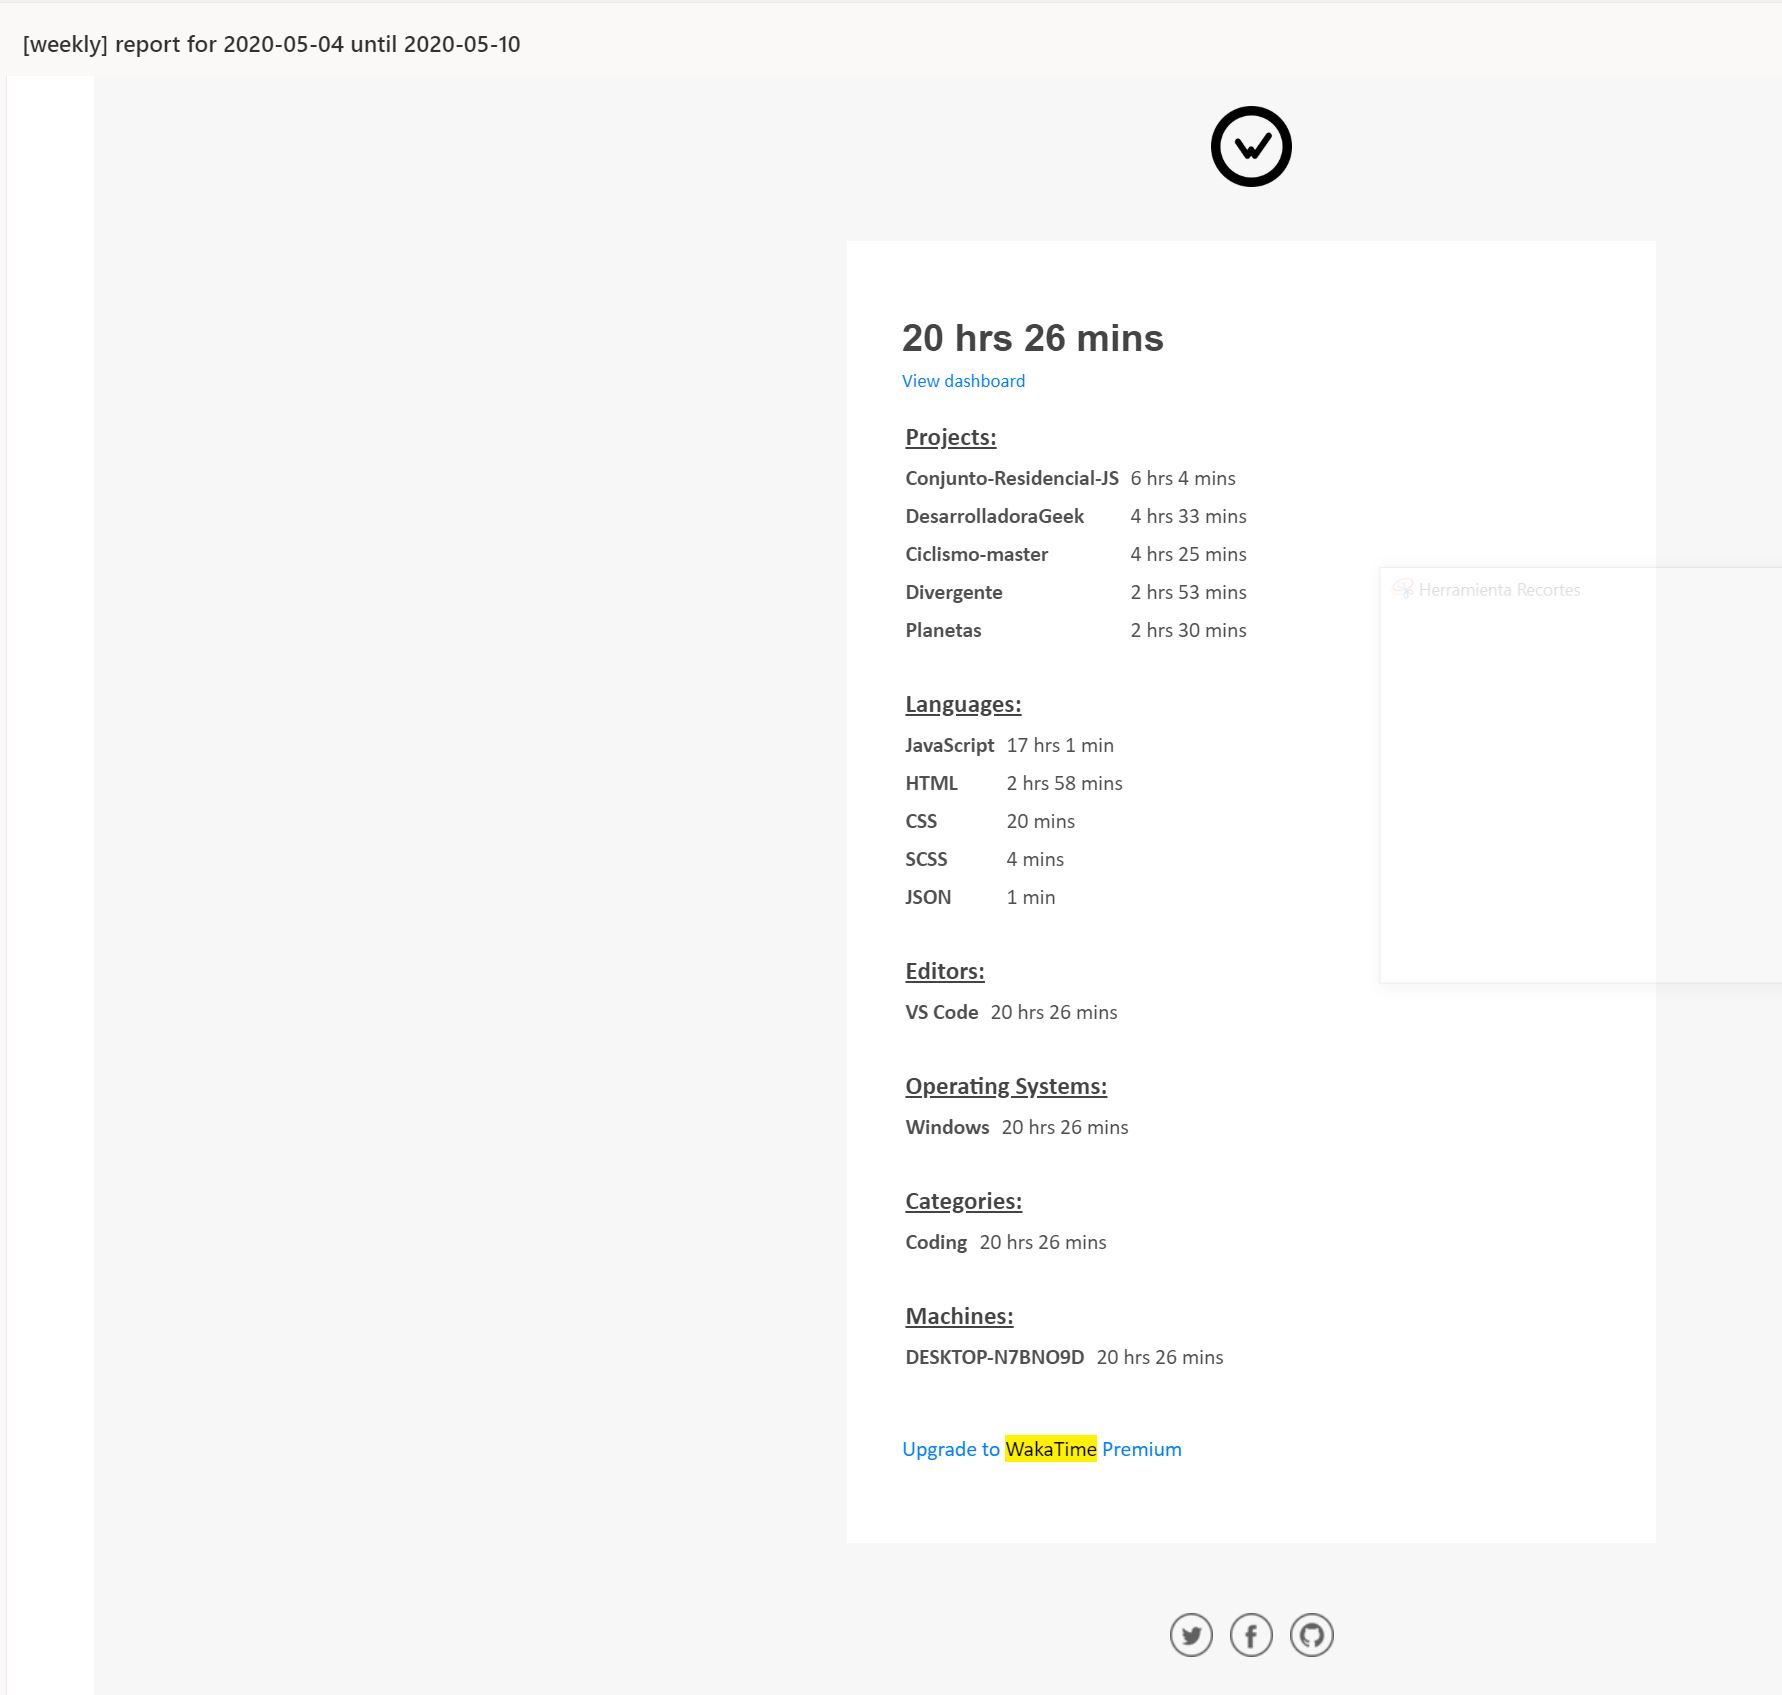 [weekly] report for 2020-05-04 until 2020-05-10
20 hrs 26 mins
View dashboard
Projects:
Conjunto-Residencial-JS 6 hrs 4 mins
DesarrolladoraGeek 4 hrs 33 mins
Ciclismo-master 4 hrs 25 mins
Divergente 2 hrs 53 mins
Planetas 2 hrs 30 mins
Herramienta Recortes
Languages:
JavaScript 17 hrs 1 min
HTML 2 hrs 58 mins
CSS 20 mins
SCSS 4 mins
JSON 1 min
Editors:
VS Code 20 hrs 26 mins
Operating Systems:
Windows 20 hrs 26 mins
Categories:
Coding 20 hrs 26 mins
Machines:
DESKTOP-N7BNO9D 20 hrs 26 mins
Upgrade to WakaTime Premium